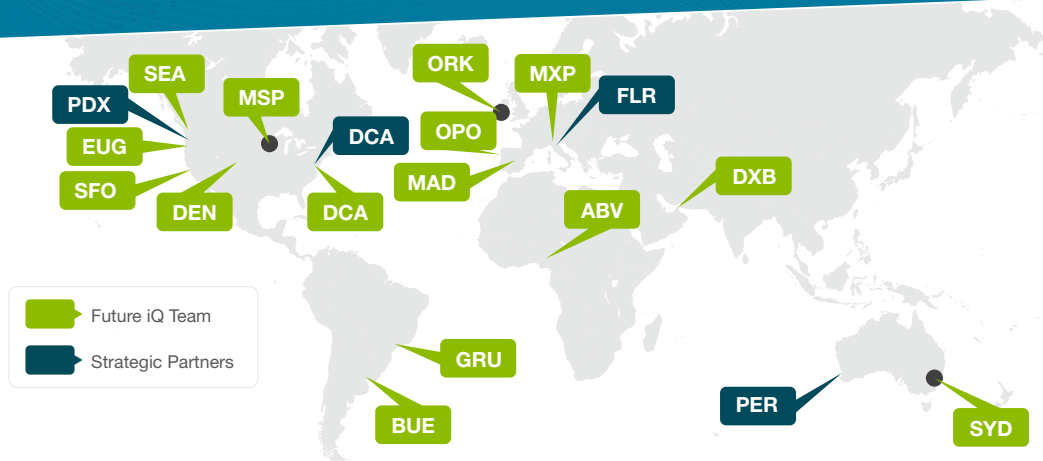 SEA
ORK
MXP
PDX
MSP
FLR
DCA
OPO
EUG
SFO
MAD
DXB
DEN
DCA
ABV
Future iQ Team
Strategic Partners
GRU
PER
BUE
SYD